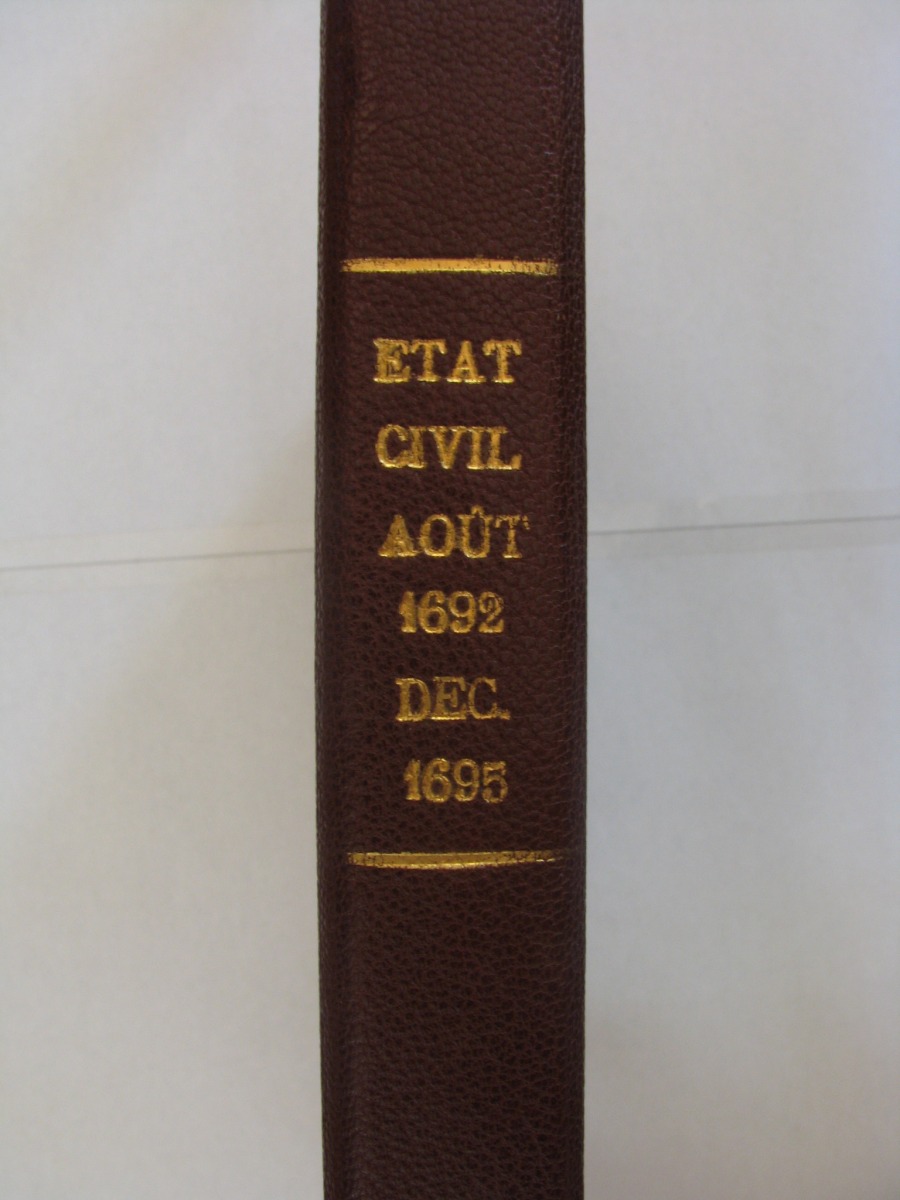 ETAT
CIVIL
AOÛT
1692
DEC.
1695